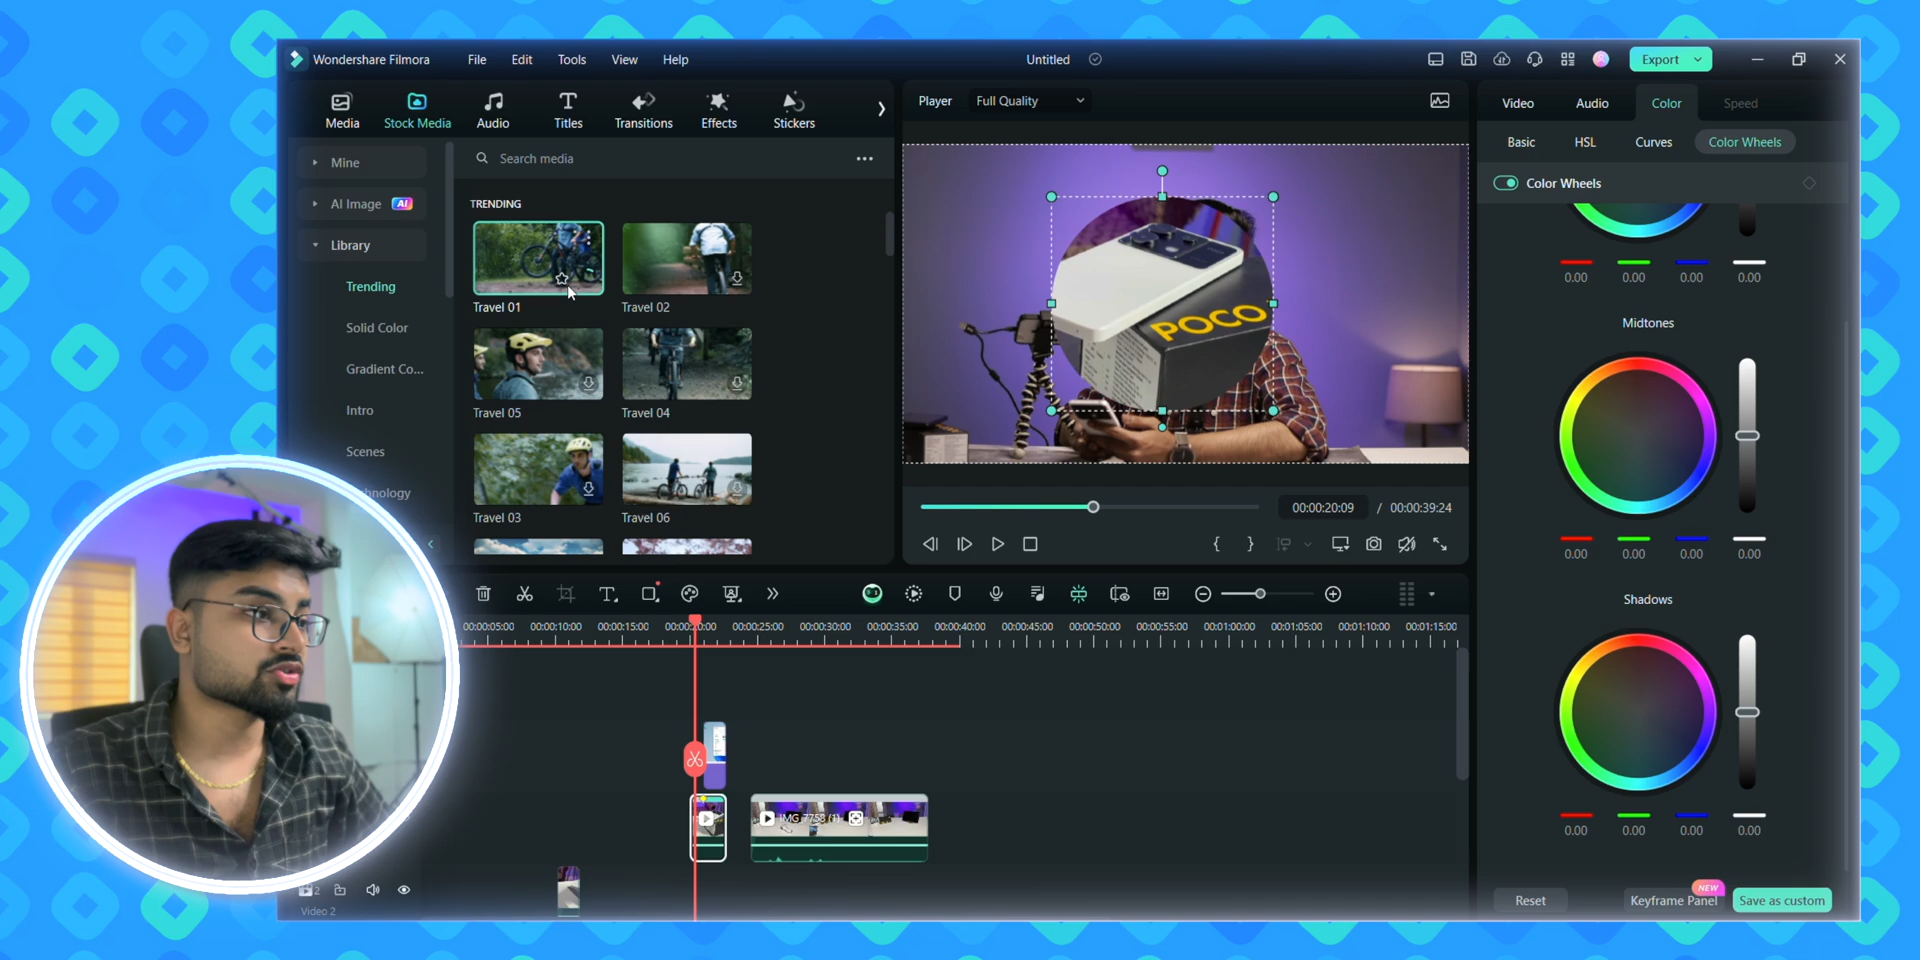 Wondershare Filmora
File
Edit
Tools
View
Help
Untitled
Export
Media
Stock Media
Audio
Titles
Transitions
Effects
Stickers
Player
Full Quality
Video
Audio
Color
Speed
Basic
HSL
Curves
Color Wheels
Color Wheels
Mine
AI Image
AI
Library
Trending
Solid Color
Gradient Co...
Intro
Scenes
Search media
TRENDING
Travel 01
Travel 02
Travel 05
Travel 04
Travel 03
Travel 06
POCO
00:00:20:09 / 00:00:39:24
0.00 0.00 0.00 0.00
Midtones
0.00 0.00 0.00 0.00
Shadows
0.00 0.00 0.00 0.00
00:00:05:00 00:00:10:00 00:00:15:00 00:00:20:00 00:00:25:00 00:00:30:00 00:00:35:00 00:00:40:00 00:00:45:00 00:00:50:00 00:00:55:00 00:01:00:00 00:01:05:00 00:01:10:00 00:01:15:00
IMG 7758 (1)
2
Video 2
Reset
Keyframe Panel
NEW
Save as custom